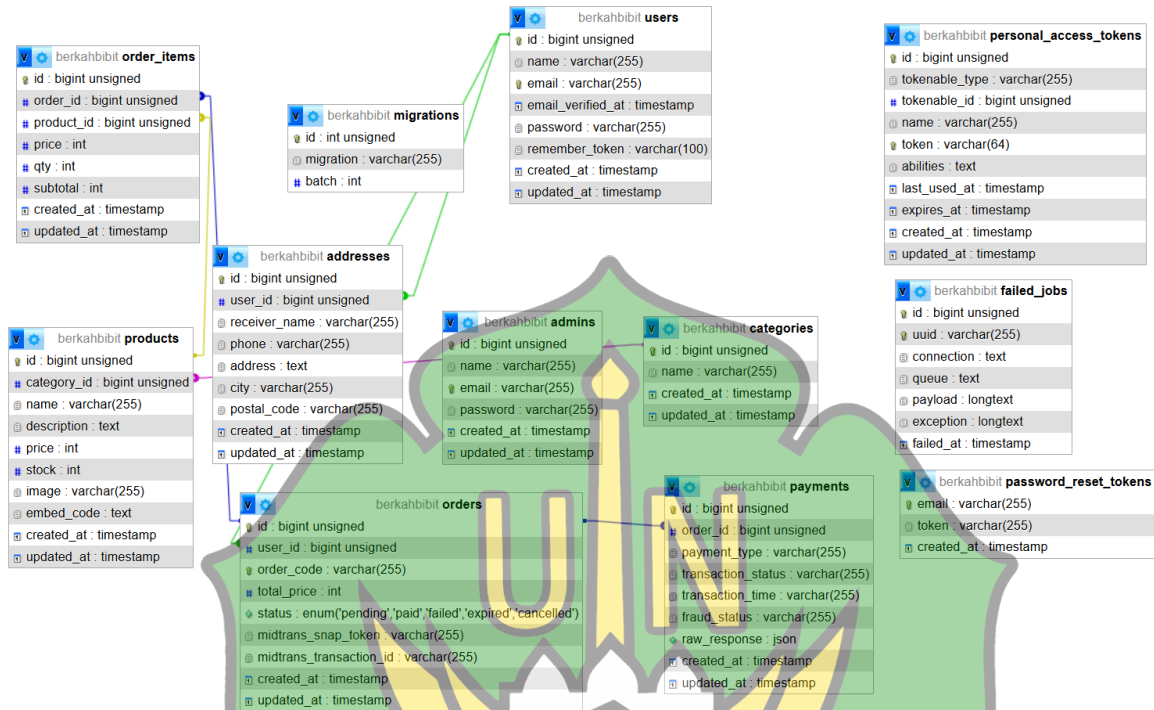 berkahbibit order_items
id : bigint unsigned
order_id : bigint unsigned
product_id : bigint unsigned
price : int
qty : int
subtotal : int
created_at : timestamp
updated_at : timestamp
berkahbibit migrations
id : int unsigned
migration : varchar(255)
batch : int
berkahbibit users
id : bigint unsigned
name : varchar(255)
email : varchar(255)
email_verified_at : timestamp
password : varchar(255)
remember_token : varchar(100)
created_at : timestamp
updated_at : timestamp
berkahbibit personal_access_tokens
id : bigint unsigned
tokenable_type : varchar(255)
tokenable_id : bigint unsigned
name : varchar(255)
token : varchar(64)
abilities : text
last_used_at : timestamp
expires_at : timestamp
created_at : timestamp
updated_at : timestamp
berkahbibit products
id : bigint unsigned
category_id : bigint unsigned
name : varchar(255)
description : text
price : int
stock : int
image : varchar(255)
embed_code : text
created_at : timestamp
updated_at : timestamp
berkahbibit addresses
id : bigint unsigned
user_id : bigint unsigned
receiver_name : varchar(255)
phone : varchar(255)
address : text
city : varchar(255)
postal_code : varchar(255)
created_at : timestamp
updated_at : timestamp
berkahbibit admins
id : bigint unsigned
name : varchar(255)
email : varchar(255)
password : varchar(255)
created_at : timestamp
updated_at : timestamp
berkahbibit categories
id : bigint unsigned
name : varchar(255)
created_at : timestamp
updated_at : timestamp
berkahbibit failed_jobs
id : bigint unsigned
uuid : varchar(255)
connection : text
queue : text
payload : longtext
exception : longtext
failed_at : timestamp
berkahbibit orders
id : bigint unsigned
user_id : bigint unsigned
order_code : varchar(255)
total_price : int
status : enum('pending','paid','failed','expired','cancelled')
midtrans_snap_token : varchar(255)
midtrans_transaction_id : varchar(255)
created_at : timestamp
updated_at : timestamp
berkahbibit payments
id : bigint unsigned
order_id : bigint unsigned
payment_type : varchar(255)
transaction_status : varchar(255)
transaction_time : varchar(255)
fraud_status : varchar(255)
raw_response : json
created_at : timestamp
updated_at : timestamp
berkahbibit password_reset_tokens
email : varchar(255)
token : varchar(255)
created_at : timestamp
UIN